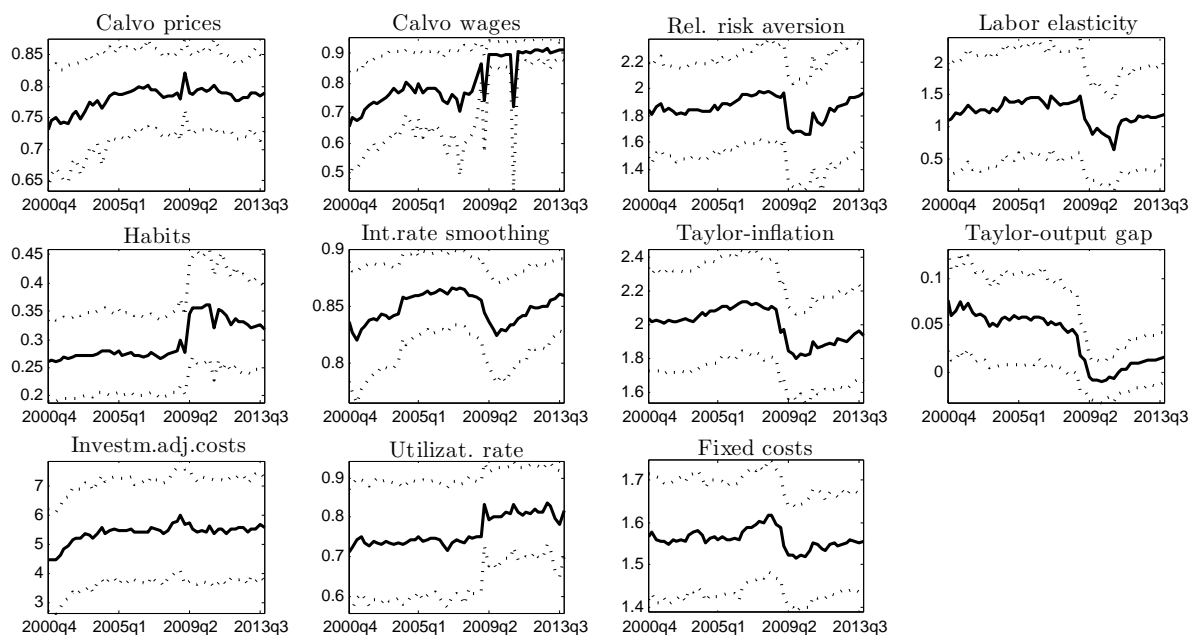 Calvo prices
0.85
0.8
0.75
0.7
0.65
2000q4 2005q1 2009q2 2013q3
Calvo wages
0.9
0.8
0.7
0.6
0.5
2000q4 2005q1 2009q2 2013q3
Rel. risk aversion
2.2
2
1.8
1.6
1.4
2000q4 2005q1 2009q2 2013q3
Labor elasticity
2
1.5
1
0.5
2000q4 2005q1 2009q2 2013q3
Habits
0.45
0.4
0.35
0.3
0.25
0.2
2000q4 2005q1 2009q2 2013q3
Int.rate smoothing
0.9
0.85
0.8
2000q4 2005q1 2009q2 2013q3
Taylor-inflation
2.4
2.2
2
1.8
1.6
2000q4 2005q1 2009q2 2013q3
Taylor-output gap
0.1
0.05
0
2000q4 2005q1 2009q2 2013q3
Investm.adj.costs
7
6
5
4
3
2000q4 2005q1 2009q2 2013q3
Utilizat. rate
0.9
0.8
0.7
0.6
2000q4 2005q1 2009q2 2013q3
Fixed costs
1.7
1.6
1.5
1.4
2000q4 2005q1 2009q2 2013q3